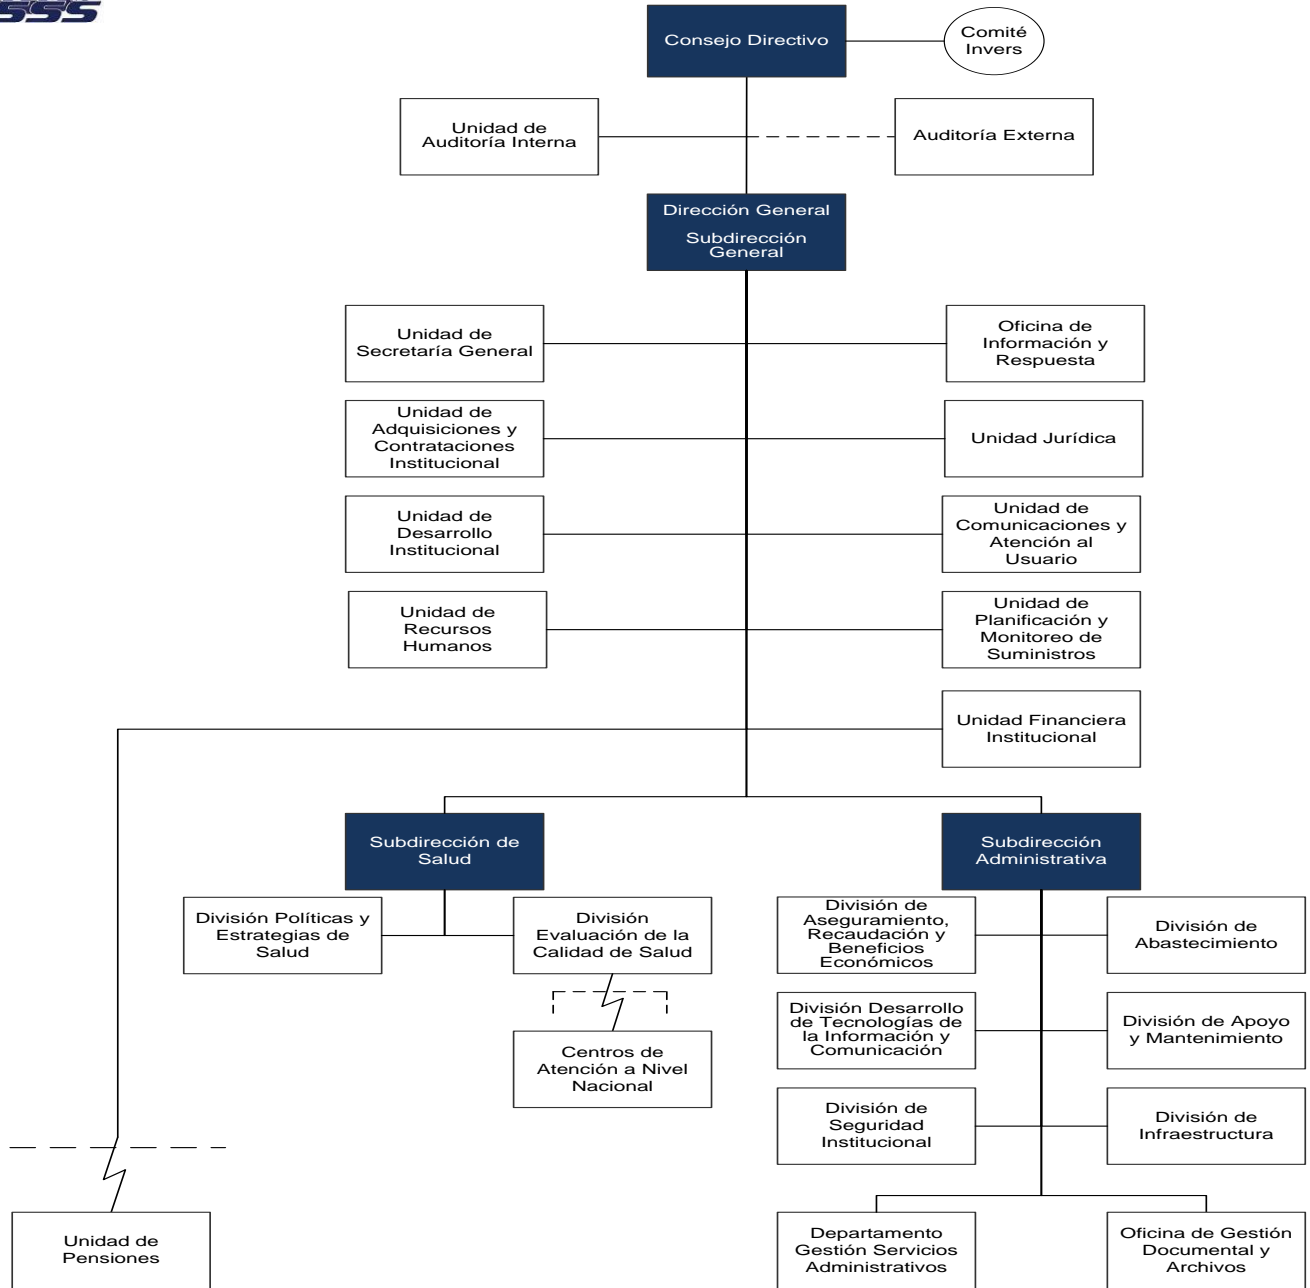 Consejo Directivo
Comité
Invers
Unidad de
Auditoría Interna
Auditoría Externa
Dirección General
Subdirección
General
Unidad de
Secretaría General
Oficina de
Información y
Respuesta
Unidad de
Adquisiciones y
Contrataciones
Institucional
Unidad Jurídica
Unidad de
Desarrollo
Institucional
Unidad de
Comunicaciones y
Atención al
Usuario
Unidad de
Recursos
Humanos
Unidad de
Planificación y
Monitoreo de
Suministros
Unidad Financiera
Institucional
Subdirección de
Salud
Subdirección
Administrativa
División Políticas y
Estrategias de
Salud
División
Evaluación de la
Calidad de Salud
División de
Aseguramiento,
Recaudación y
Beneficios
Económicos
División de
Abastecimiento
Centros de
Atención a Nivel
Nacional
División Desarrollo
de Tecnologías de
la Información y
Comunicación
División de Apoyo
y Mantenimiento
División de
Seguridad
Institucional
División de
Infraestructura
Unidad de
Pensiones
Departamento
Gestión Servicios
Administrativos
Oficina de Gestión
Documental y
Archivos